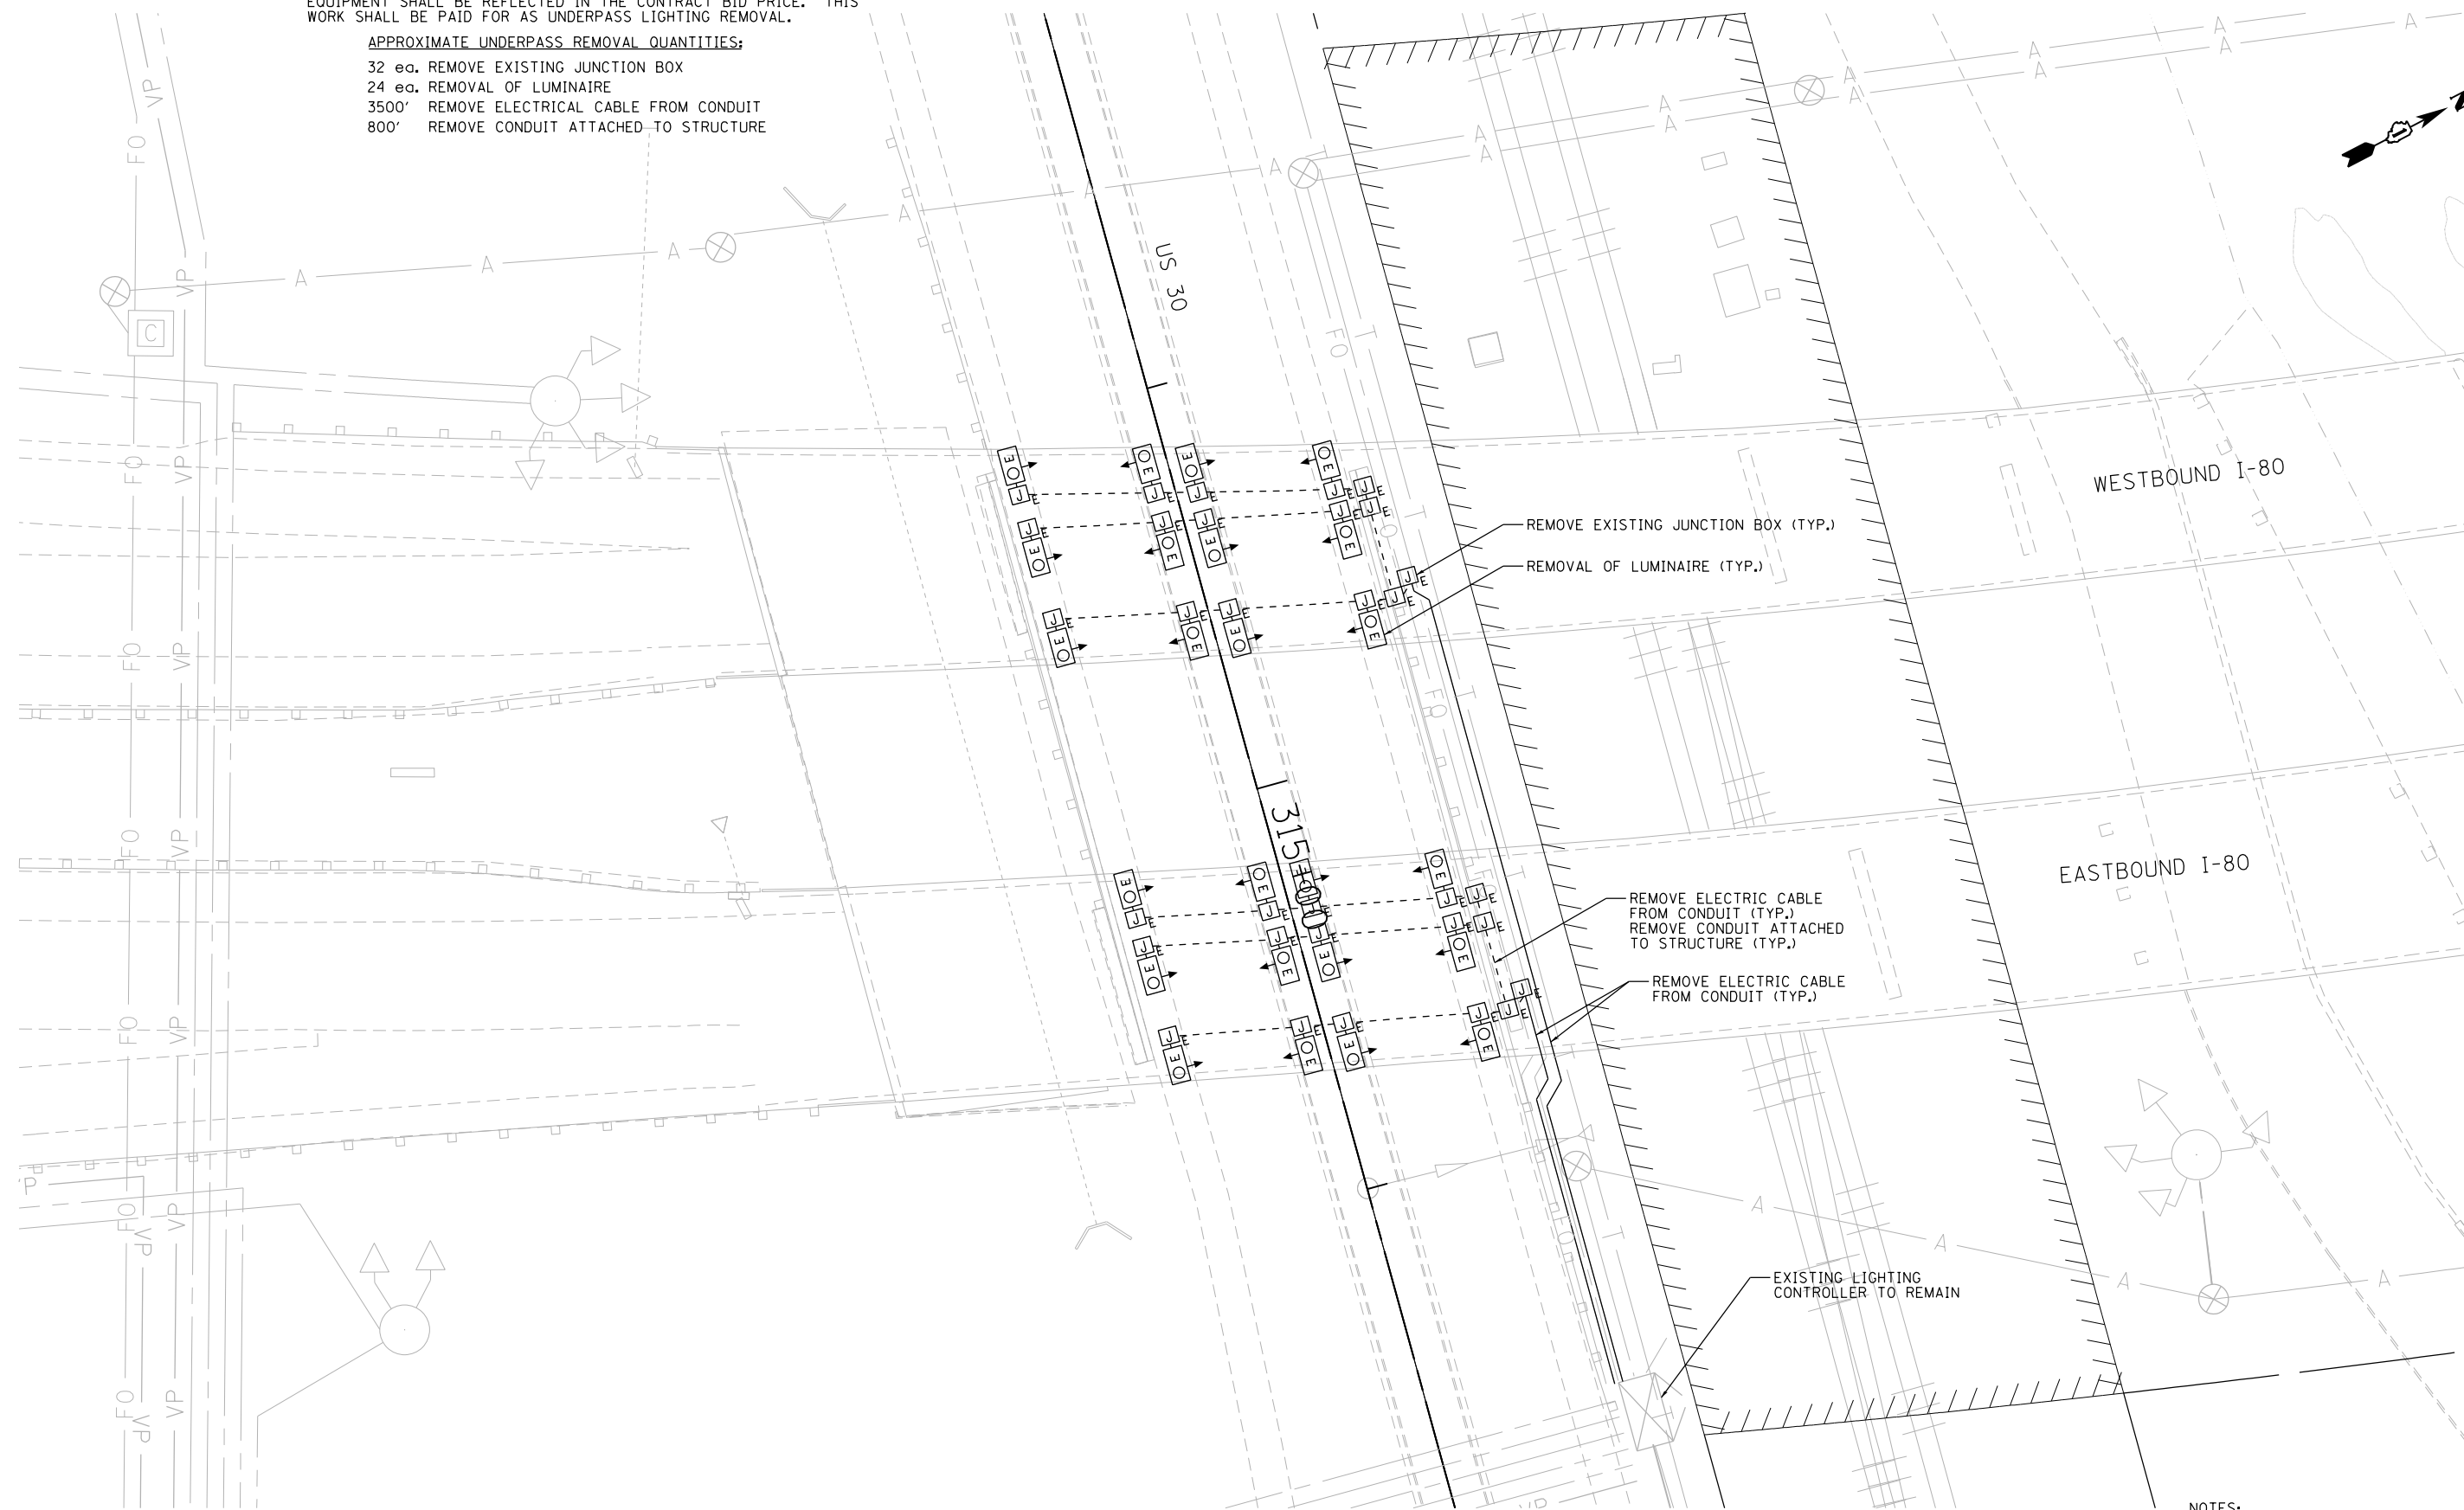 EQUIPMENT SHALL BE REFLECTED IN THE CONTRACT BID PRICE. THIS
WORK SHALL BE PAID FOR AS UNDERPASS LIGHTING REMOVAL.
APPROXIMATE UNDERPASS REMOVAL QUANTITIES:
32 ea. REMOVE EXISTING JUNCTION BOX
24 ea. REMOVAL OF LUMINAIRE
3500' REMOVE ELECTRICAL CABLE FROM CONDUIT
800' REMOVE CONDUIT ATTACHED TO STRUCTURE
US 30
WESTBOUND I-80
REMOVE EXISTING JUNCTION BOX (TYP.)
REMOVAL OF LUMINAIRE (TYP.)
315+00
EASTBOUND I-80
REMOVE ELECTRIC CABLE
FROM CONDUIT (TYP.)
REMOVE CONDUIT ATTACHED
TO STRUCTURE (TYP.)
REMOVE ELECTRIC CABLE
FROM CONDUIT (TYP.)
EXISTING LIGHTING
CONTROLLER TO REMAIN
NOTES: